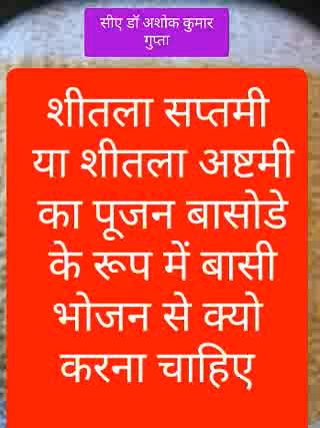 सीए डॉ अशोक कुमार
गुप्ता
शीतला सप्तमी
या शीतला अष्टमी
का पूजन बासोडे
के रूप में बासी
भोजन से क्यो
करना चाहिए